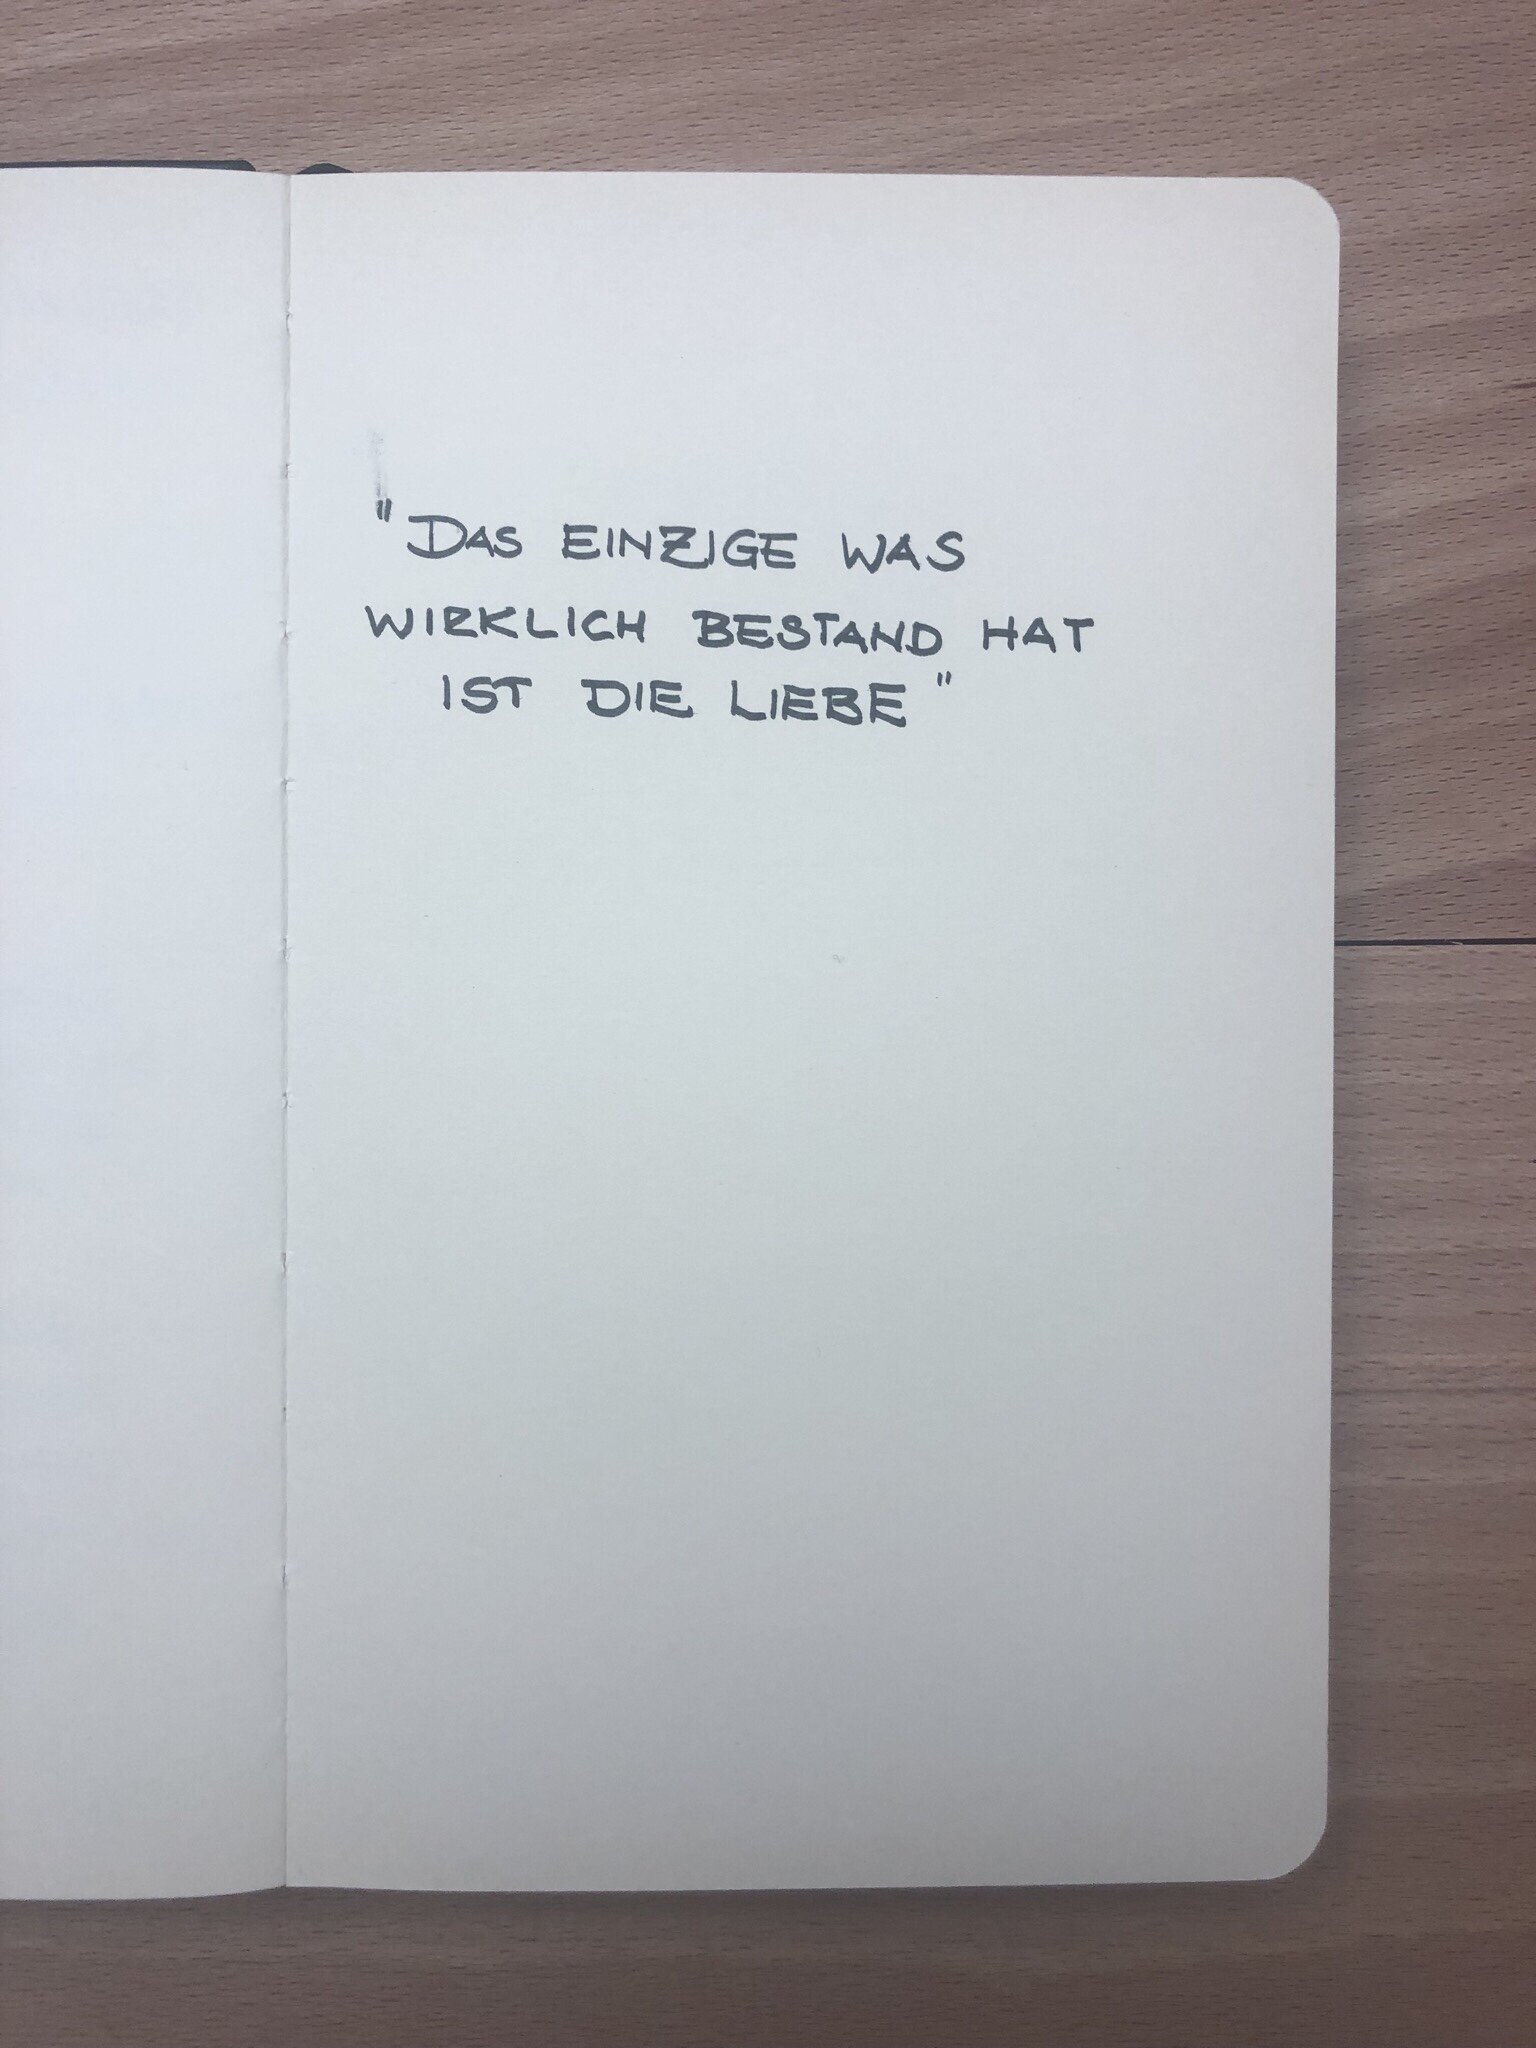 "DAS EINZIGE WAS
WIRKLICH BESTAND HAT
IST DIE LIEBE"